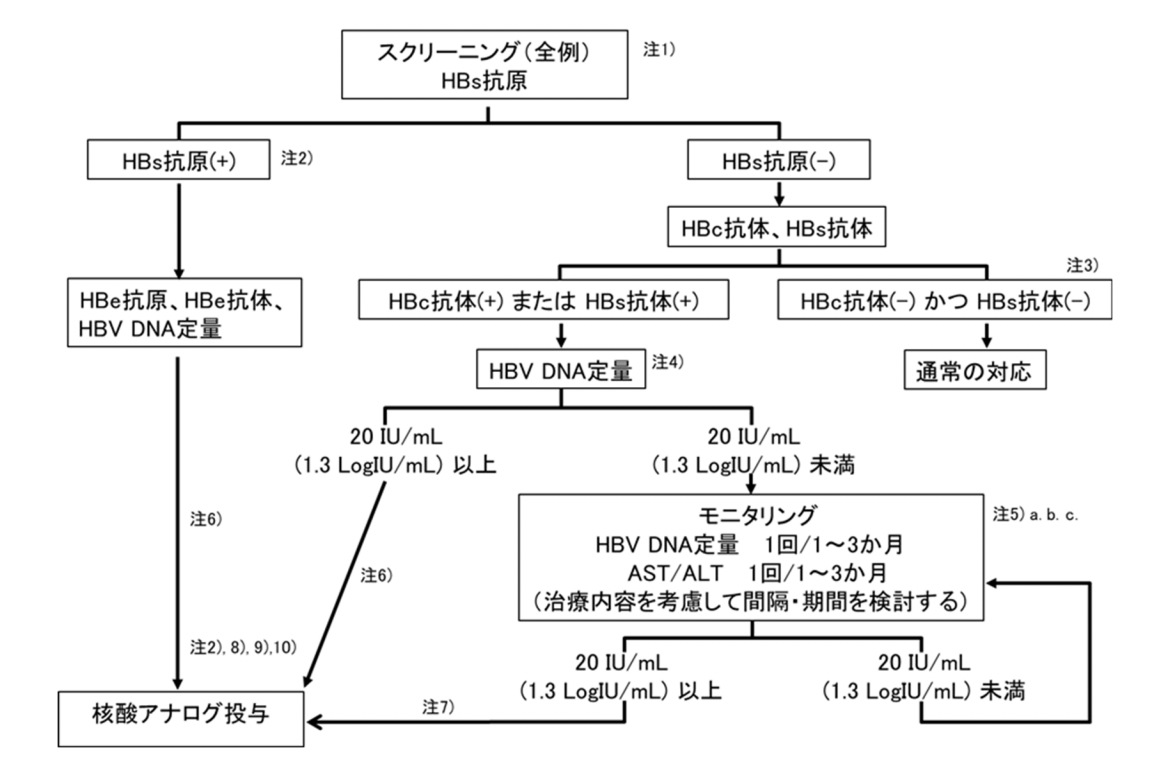 スクリーニング(全例)
HBs抗原
注1)
HBs抗原(+)
注2)
HBs抗原(-)
HBc抗体、HBs抗体
注3)
HBe抗原、HBe抗体、
HBV DNA定量
HBc抗体(+) または HBs抗体(+)
HBc抗体(-) かつ HBs抗体(-)
HBV DNA定量
注4)
通常の対応
20 IU/mL
(1.3 LogIU/mL) 以上
20 IU/mL
(1.3 LogIU/mL) 未満
注6)
注6)
モニタリング
HBV DNA定量 1回/1~3か月
AST/ALT 1回/1~3か月
(治療内容を考慮して間隔・期間を検討する)
注5) a. b. c.
注2), 8), 9),10)
20 IU/mL
(1.3 LogIU/mL) 以上
20 IU/mL
(1.3 LogIU/mL) 未満
注7)
核酸アナログ投与